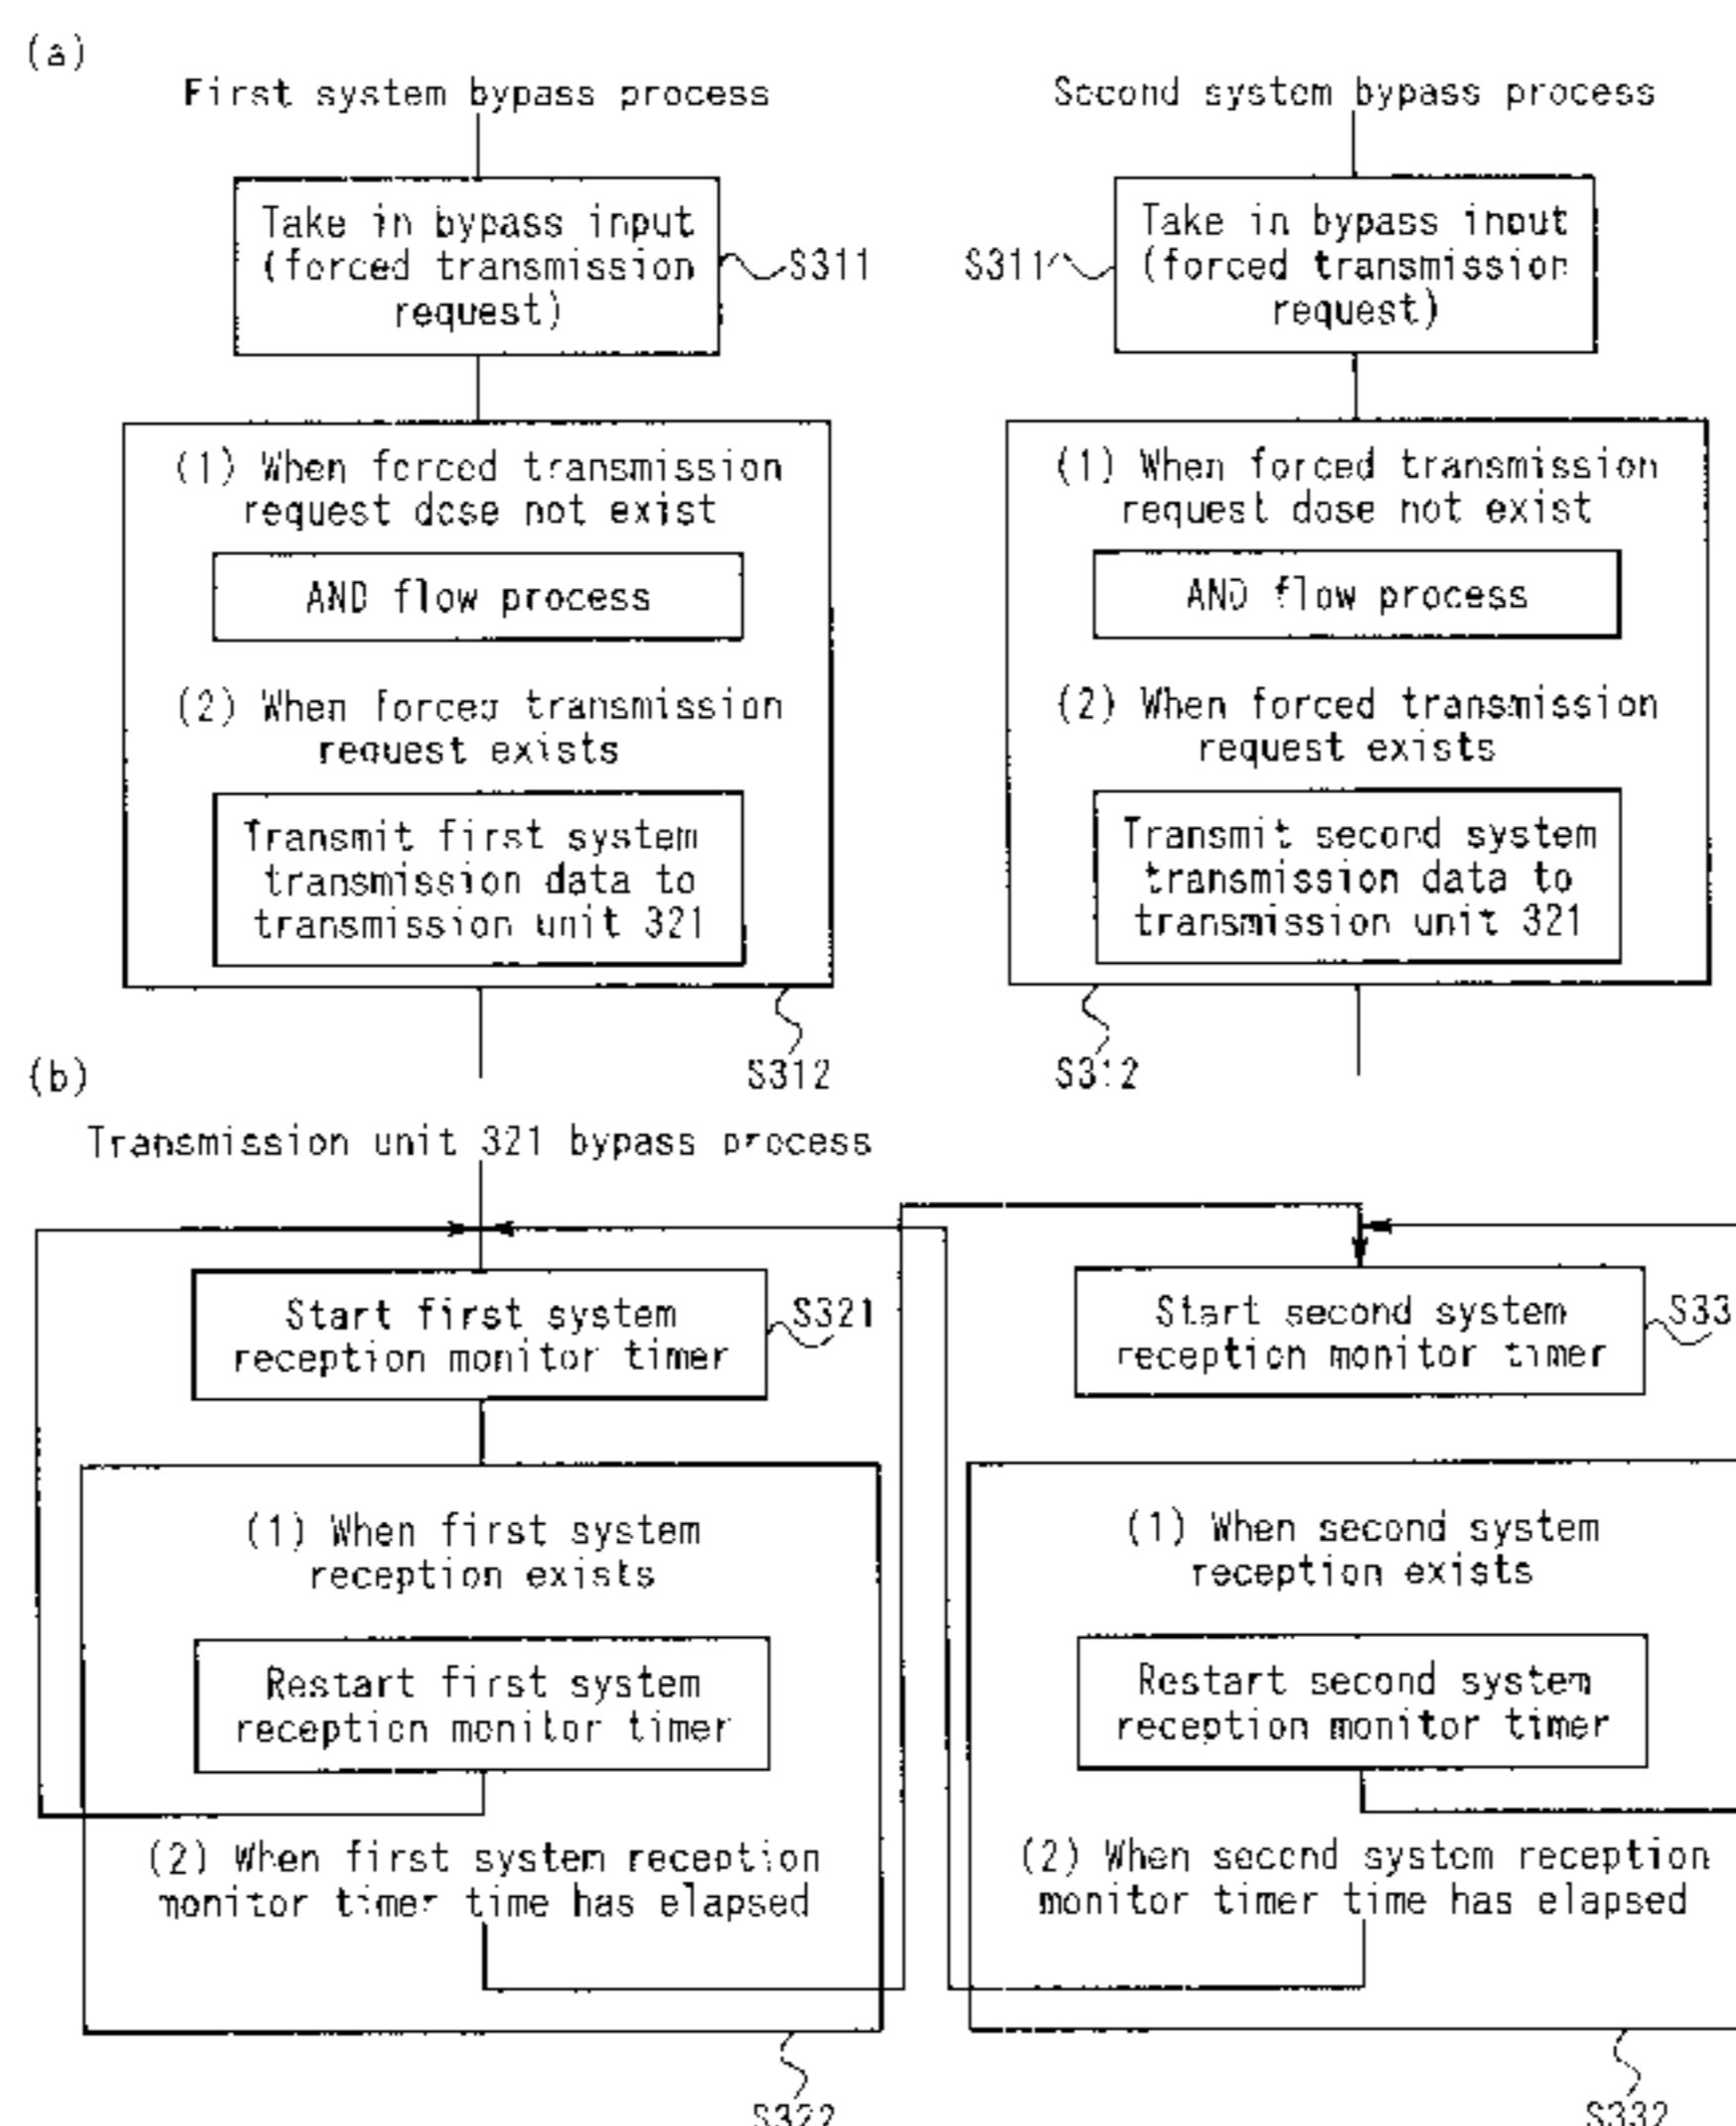 (a)
First system bypass process
Take in bypass input
(forced transmission
request)
S311
(1) When forced transmission
request dose not exist
AND flow process
(2) When forced transmission
request exists
Transmit first system
transmission data to
transmission unit 321
S312
Second system bypass process
Take in bypass input
(forced transmission
request)
S311
(1) When forced transmission
request dose not exist
AND flow process
(2) When forced transmission
request exists
Transmit second system
transmission data to
transmission unit 321
S312
(b)
Transmission unit 321 bypass process
Start first system
reception monitor timer
S321
(1) When first system
reception exists
Restart first system
reception monitor timer
(2) When first system reception
monitor timer time has elapsed
S322
Start second system
reception monitor timer
S33
(1) When second system
reception exists
Restart second system
reception monitor timer
(2) When second system reception
monitor timer time has elapsed
S332